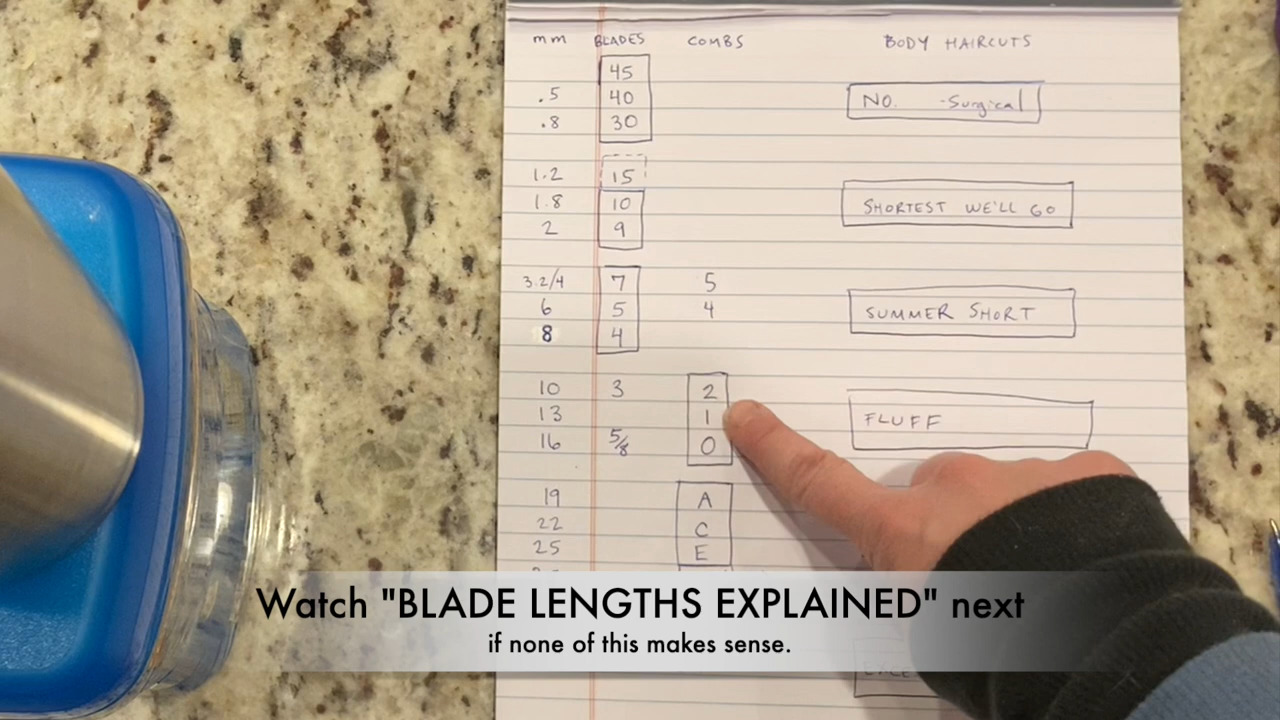 mm BLADES COMBS BODY HAIRCUTS
45
.5 40 NO. -Surgical
.8 30
1.2 15
1.8 10 SHORTEST WE'LL GO
2 9
3.2/4 7 5
6 5 4 SUMMER SHORT
8 4
10 3 2
13 1 FLUFF
16 5/8 0
19 A
22 C
25 E
Watch "BLADE LENGTHS EXPLAINED" next
if none of this makes sense.